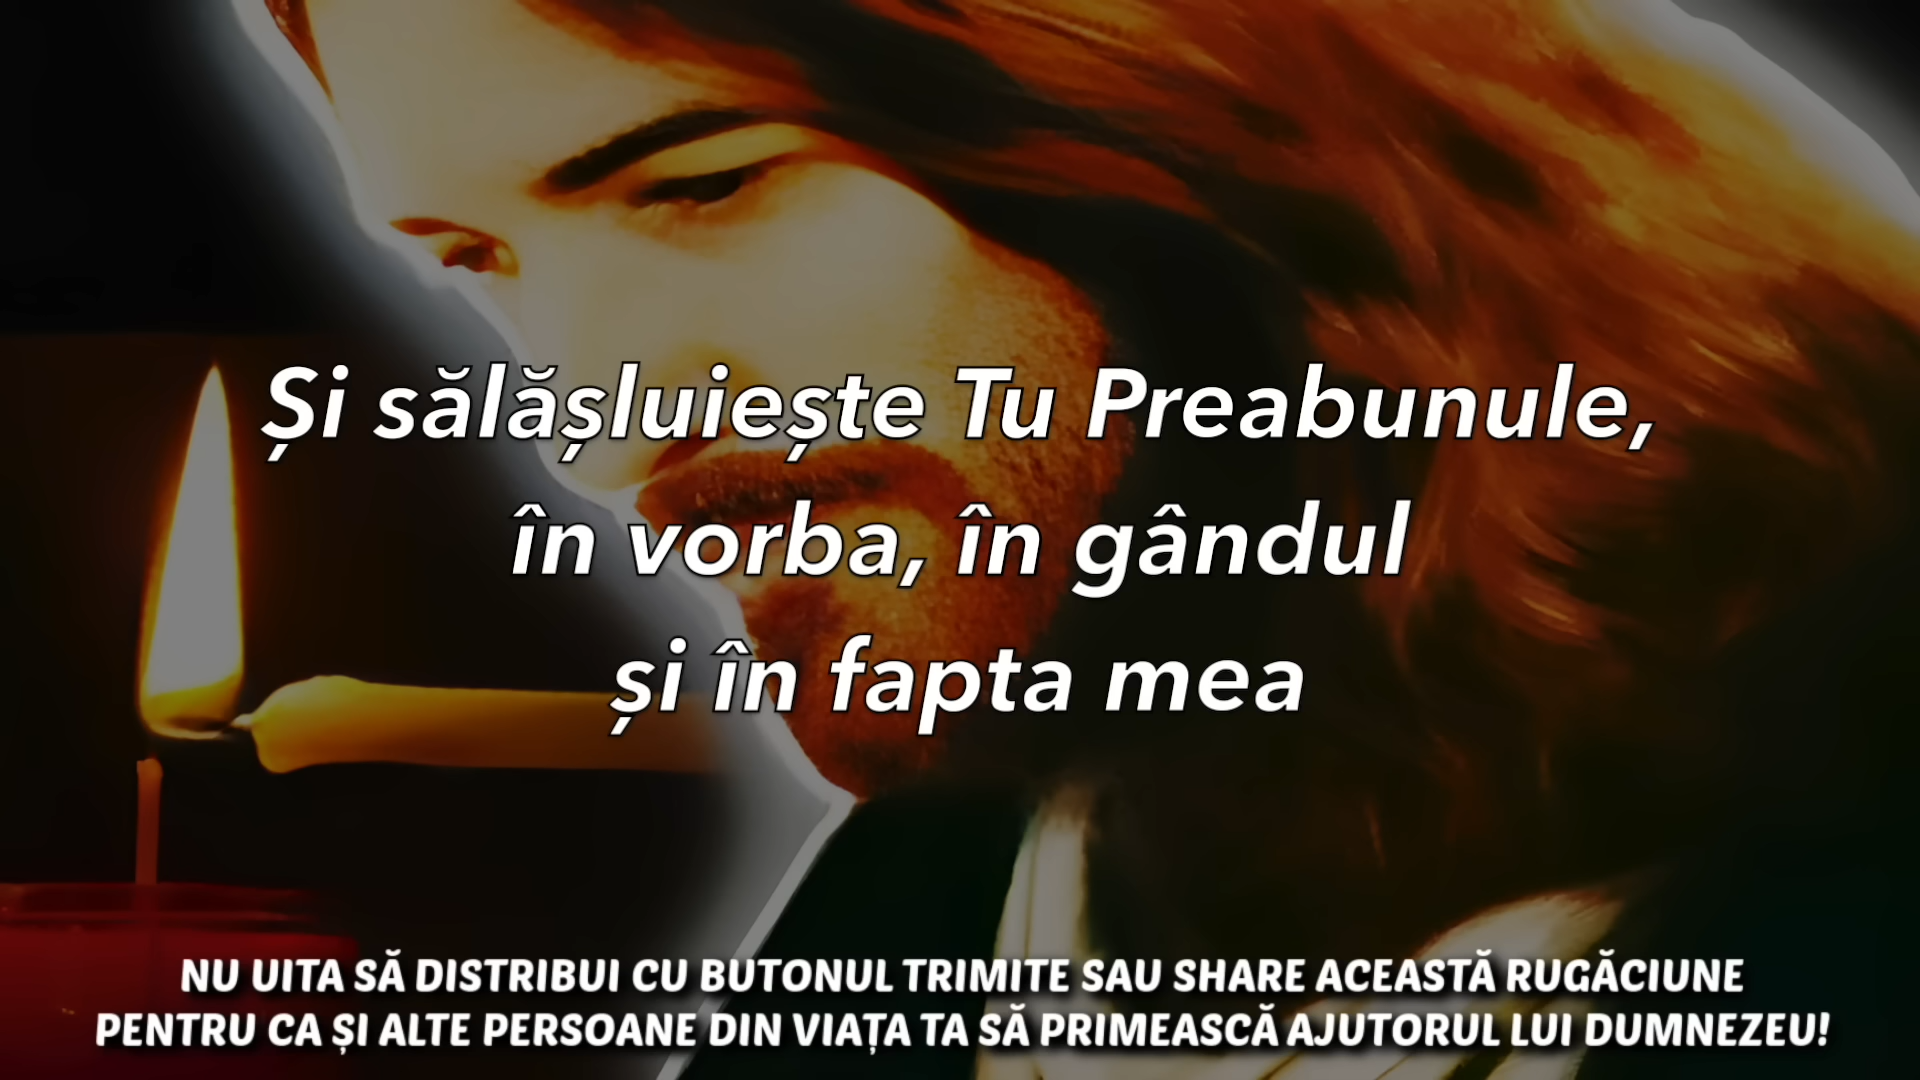 Și sălășluiește Tu Preabunule,
în vorba, în gândul
și în fapta mea
NU UITA SĂ DISTRIBUI CU BUTONUL TRIMITE SAU SHARE ACEASTĂ RUGĂCIUNE
PENTRU CA ȘI ALTE PERSOANE DIN VIAȚA TA SĂ PRIMEASCĂ AJUTORUL LUI DUMNEZEU!